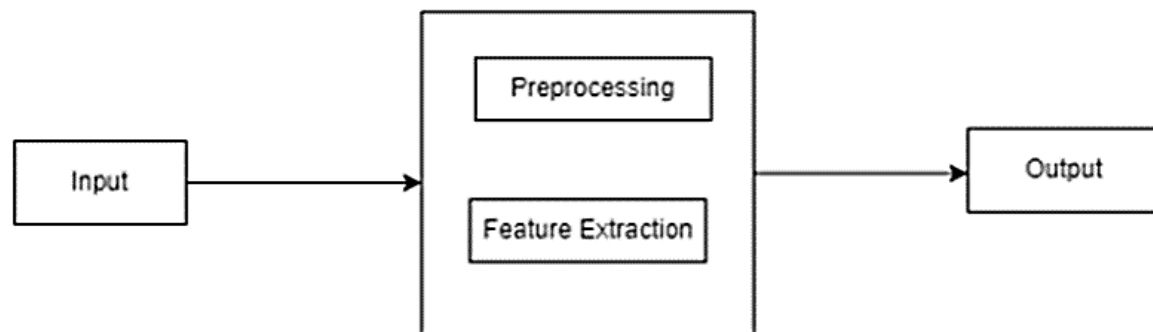 Input
Preprocessing
Feature Extraction
Output